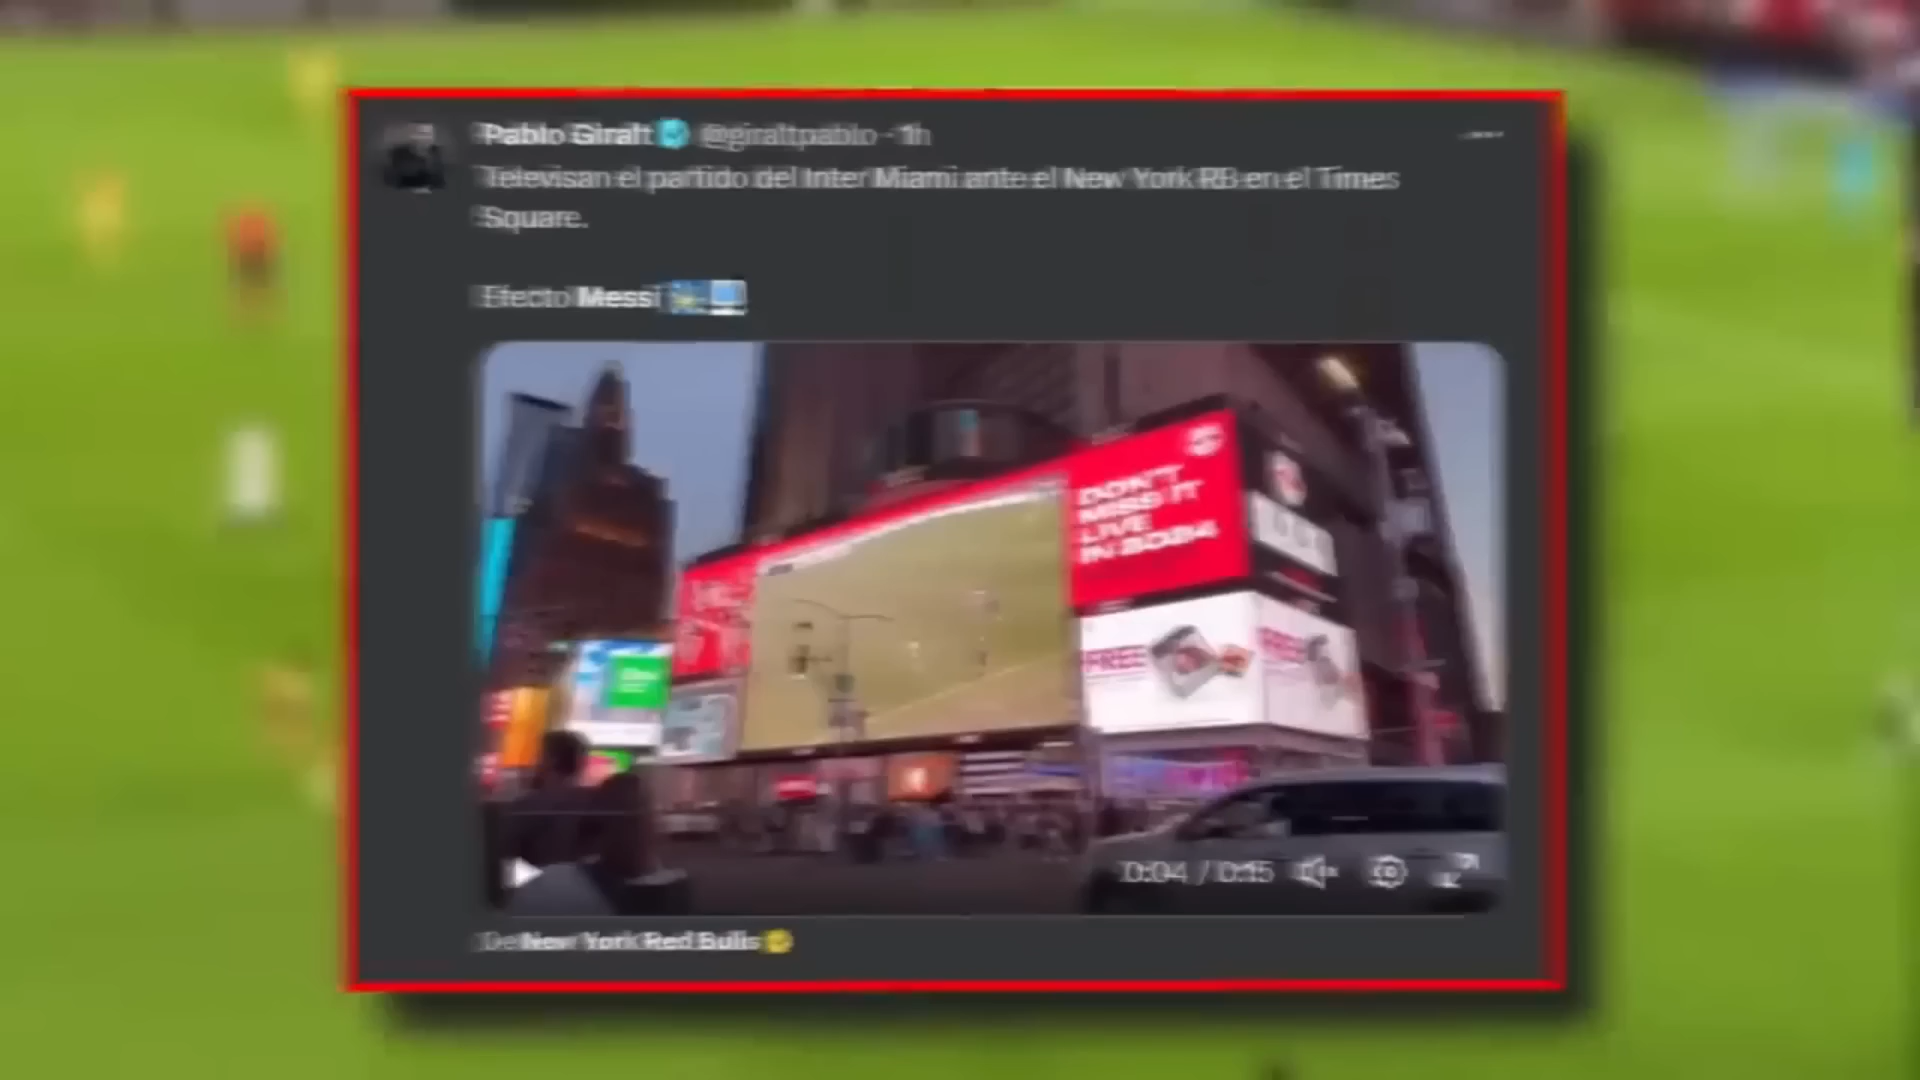 Pablo Giralt @giraltpablo · 1h
Televisan el partido del Inter Miami ante el New York RB en el Times
Square.
Efecto Messi
DON'T
MISS IT
LIVE
IN 2024
FREE
FREE
0:04 / 0:15
De New York Red Bulls